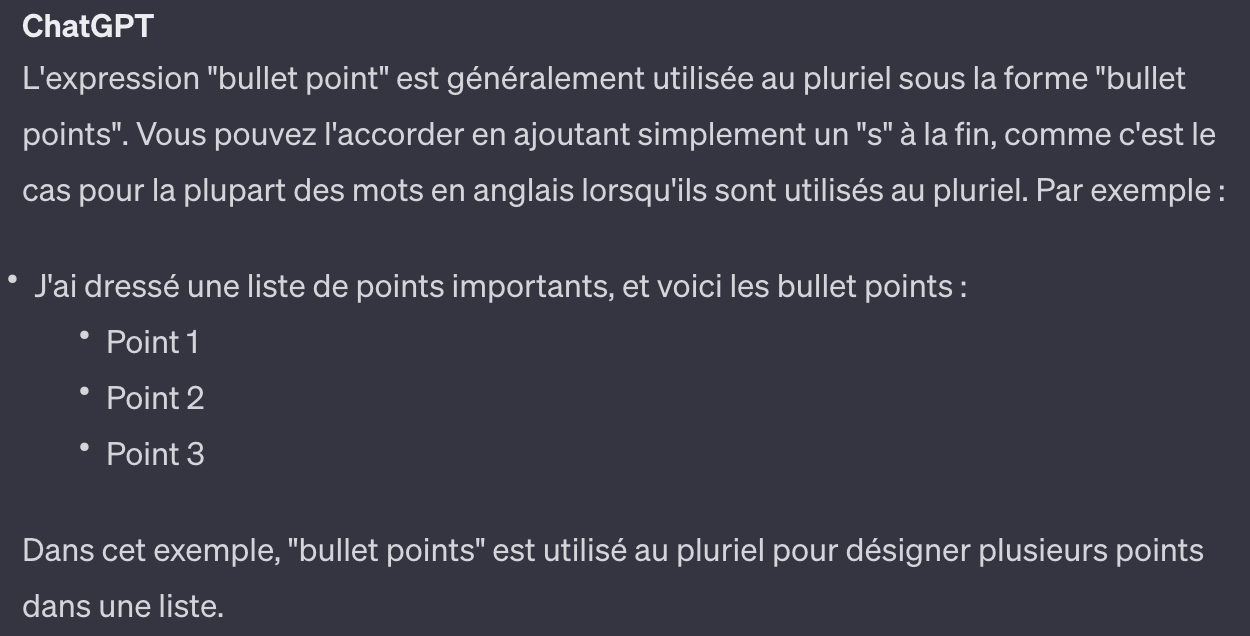 ChatGPT
L'expression "bullet point" est généralement utilisée au pluriel sous la forme "bullet
points". Vous pouvez l'accorder en ajoutant simplement un "s" à la fin, comme c'est le
cas pour la plupart des mots en anglais lorsqu'ils sont utilisés au pluriel. Par exemple :
• J'ai dressé une liste de points importants, et voici les bullet points :
• Point 1
• Point 2
• Point 3
Dans cet exemple, "bullet points" est utilisé au pluriel pour désigner plusieurs points
dans une liste.